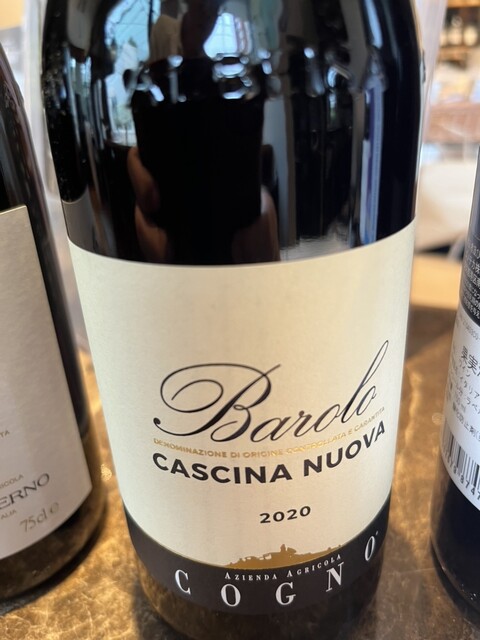 Barolo
DENOMINAZIONE DI ORIGINE CONTROLLATA E GARANTITA
CASCINA NUOVA
2020
AZIENDA AGRICOLA
COGNO
ERNO
75cl e